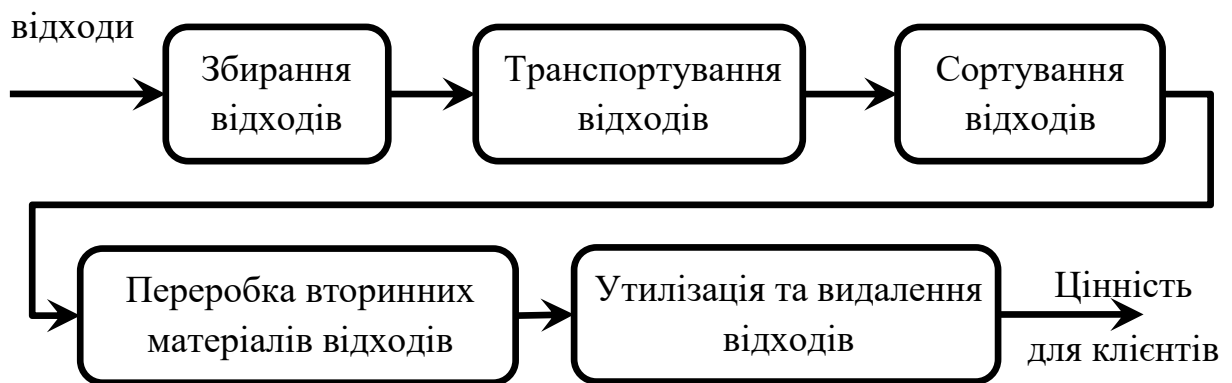 відходи
Збирання
відходів
Транспортування
відходів
Сортування
відходів
Переробка вторинних
матеріалів відходів
Утилізація та видалення
відходів
Цінність
для клієнтів